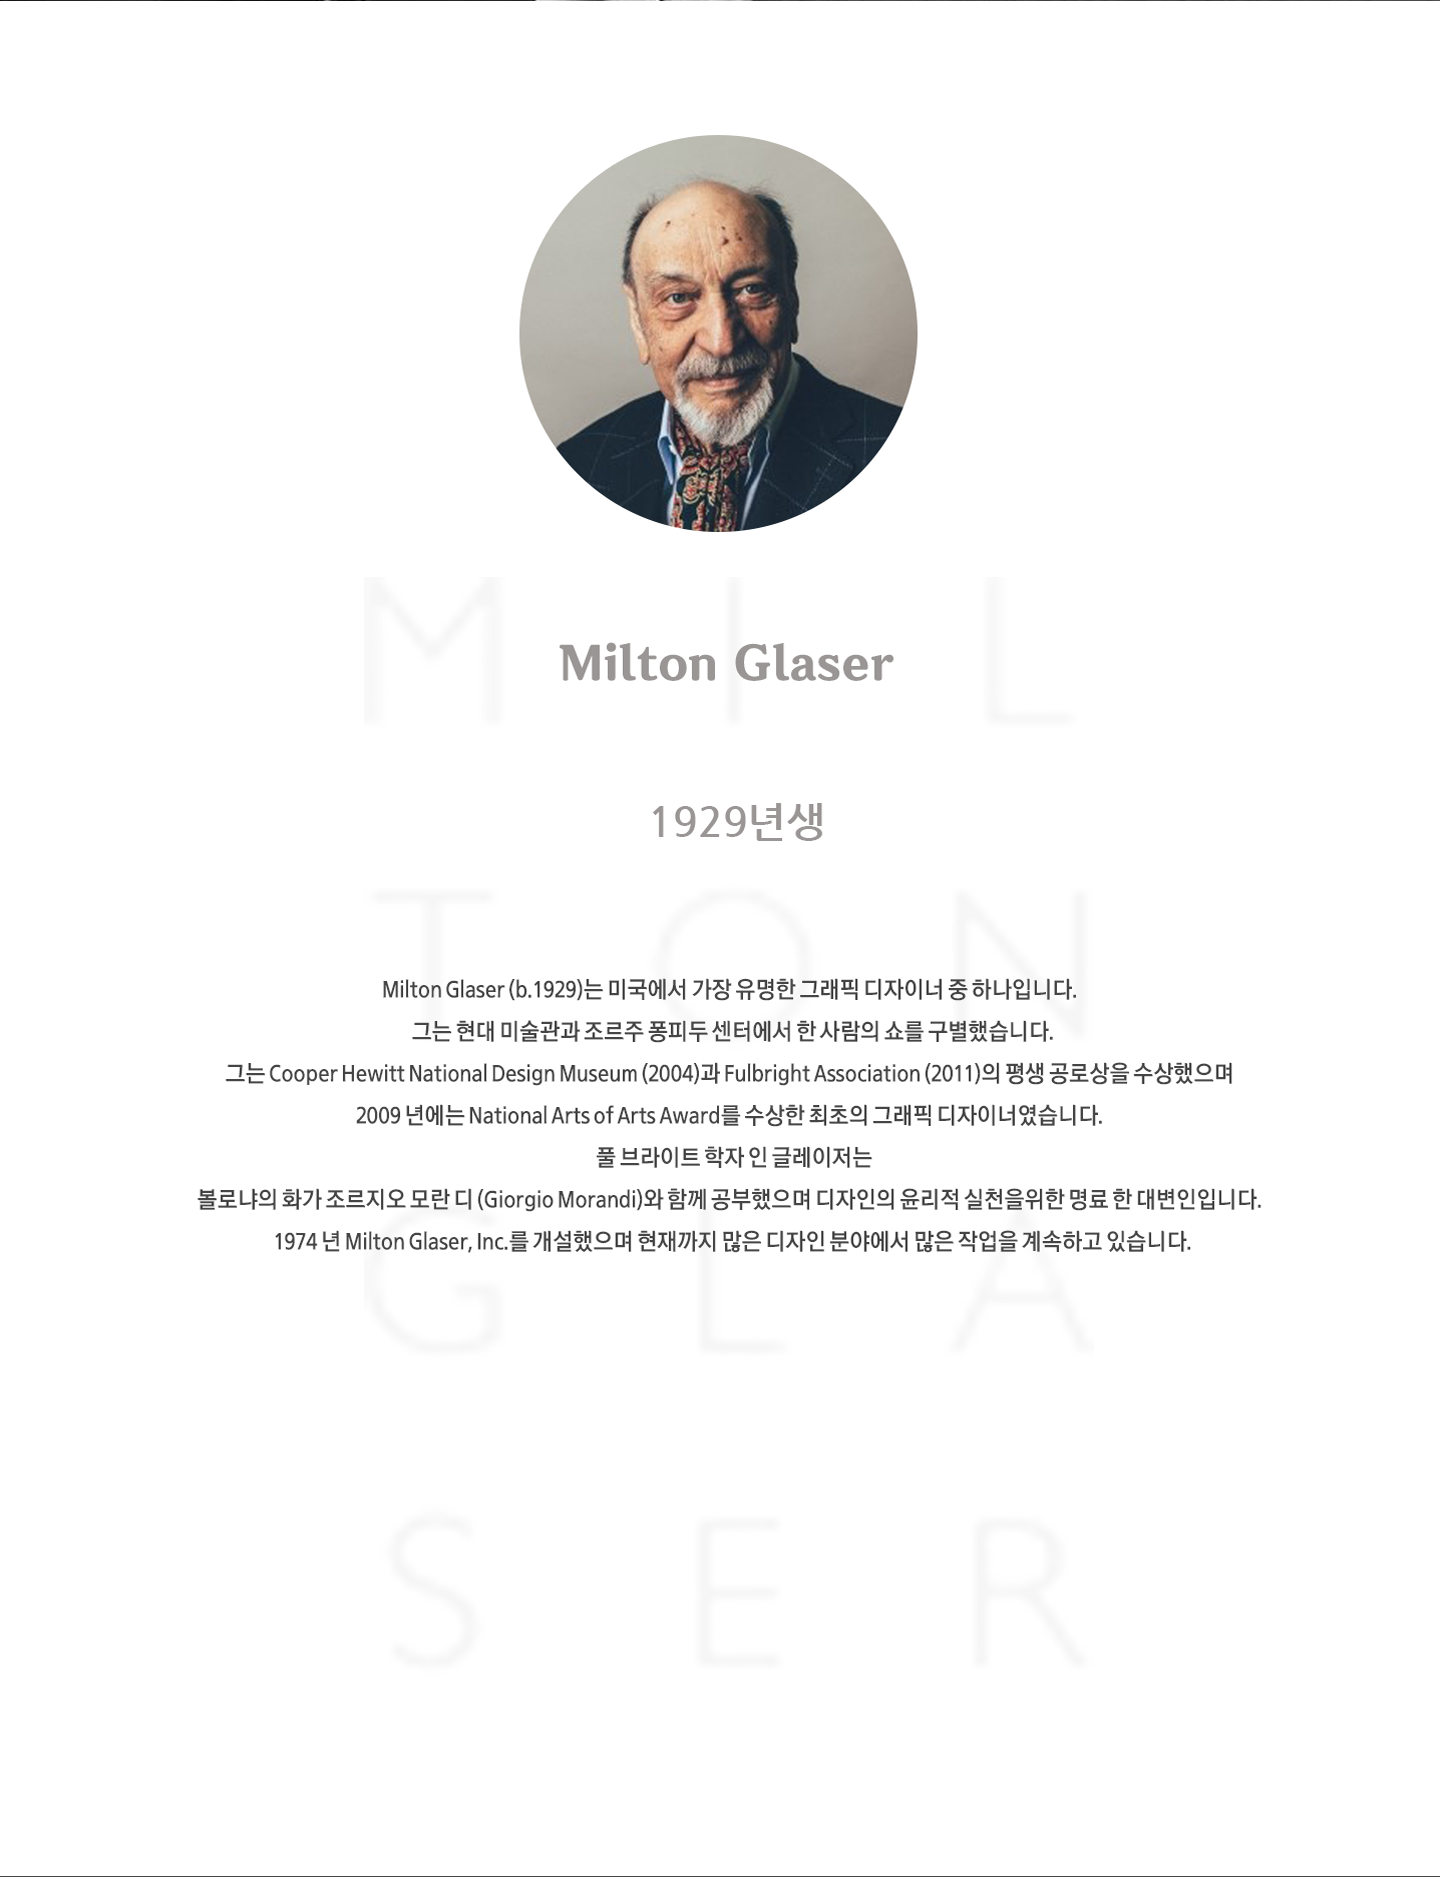 M I L
Milton Glaser
1929년생
T O N
Milton Glaser (b.1929)는 미국에서 가장 유명한 그래픽 디자이너 중 하나입니다.
그는 현대 미술관과 조르주 퐁피두 센터에서 한 사람의 쇼를 구별했습니다.
그는 Cooper Hewitt National Design Museum (2004)과 Fulbright Association (2011)의 평생 공로상을 수상했으며
2009 년에는 National Arts of Arts Award를 수상한 최초의 그래픽 디자이너였습니다.
풀 브라이트 학자 인 글레이저는
볼로냐의 화가 조르지오 모란 디 (Giorgio Morandi)와 함께 공부했으며 디자인의 윤리적 실천을위한 명료 한 대변인입니다.
1974 년 Milton Glaser, Inc.를 개설했으며 현재까지 많은 디자인 분야에서 많은 작업을 계속하고 있습니다.
G L A
S E R